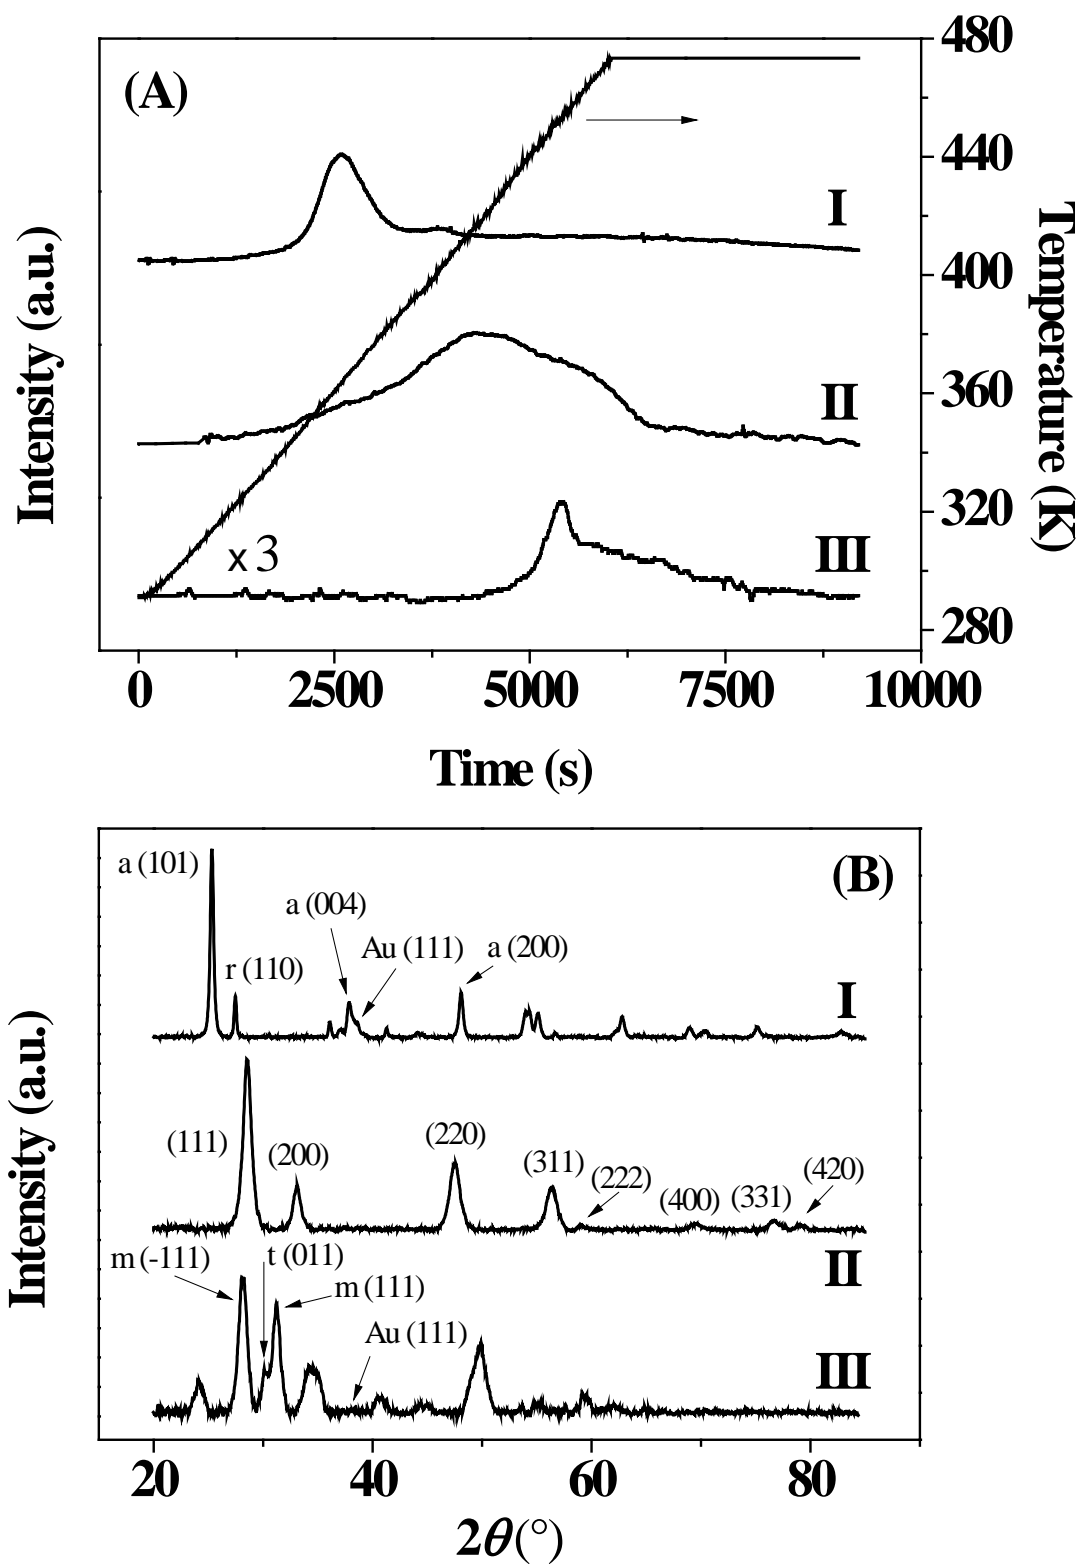 (A)
480
440
400
360
320
280
I
II
III
x 3
Intensity (a.u.)
Temperature (K)
0 2500 5000 7500 10000
Time (s)
(B)
a (101)
a (004)
Au (111)
a (200)
r (110)
I
(111)
(200)
(220)
(311)
(222)
(400)
(331)
(420)
II
m (-111)
t (011)
m (111)
Au (111)
III
Intensity (a.u.)
20 40 60 80
2θ (°)